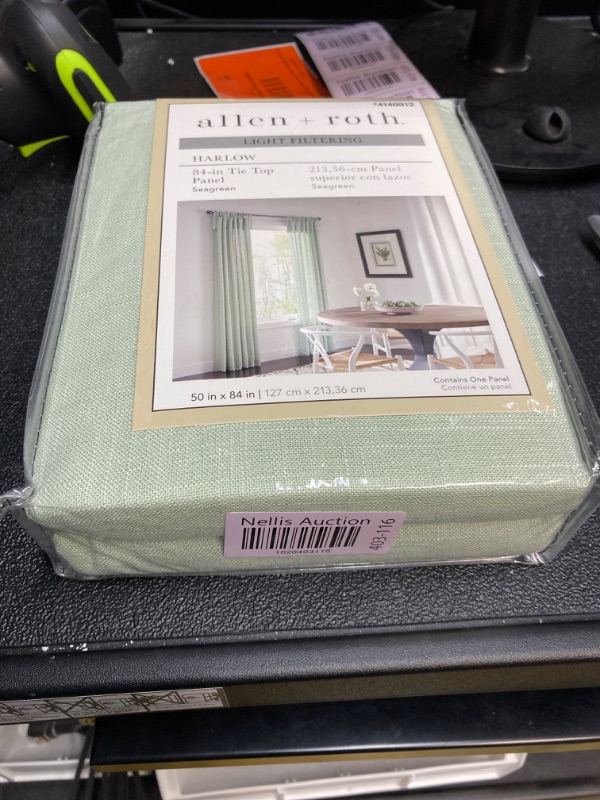 *4140912
allen + roth.
LIGHT FILTERING
HARLOW
84-in Tie Top
Panel
Seagreen
213,36-cm Panel
superior con lazos
Seagreen
50 in x 84 in | 127 cm x 213,36 cm
Contains One Panel
Contiene un panel
Nellis Auction
1028403116
403-116